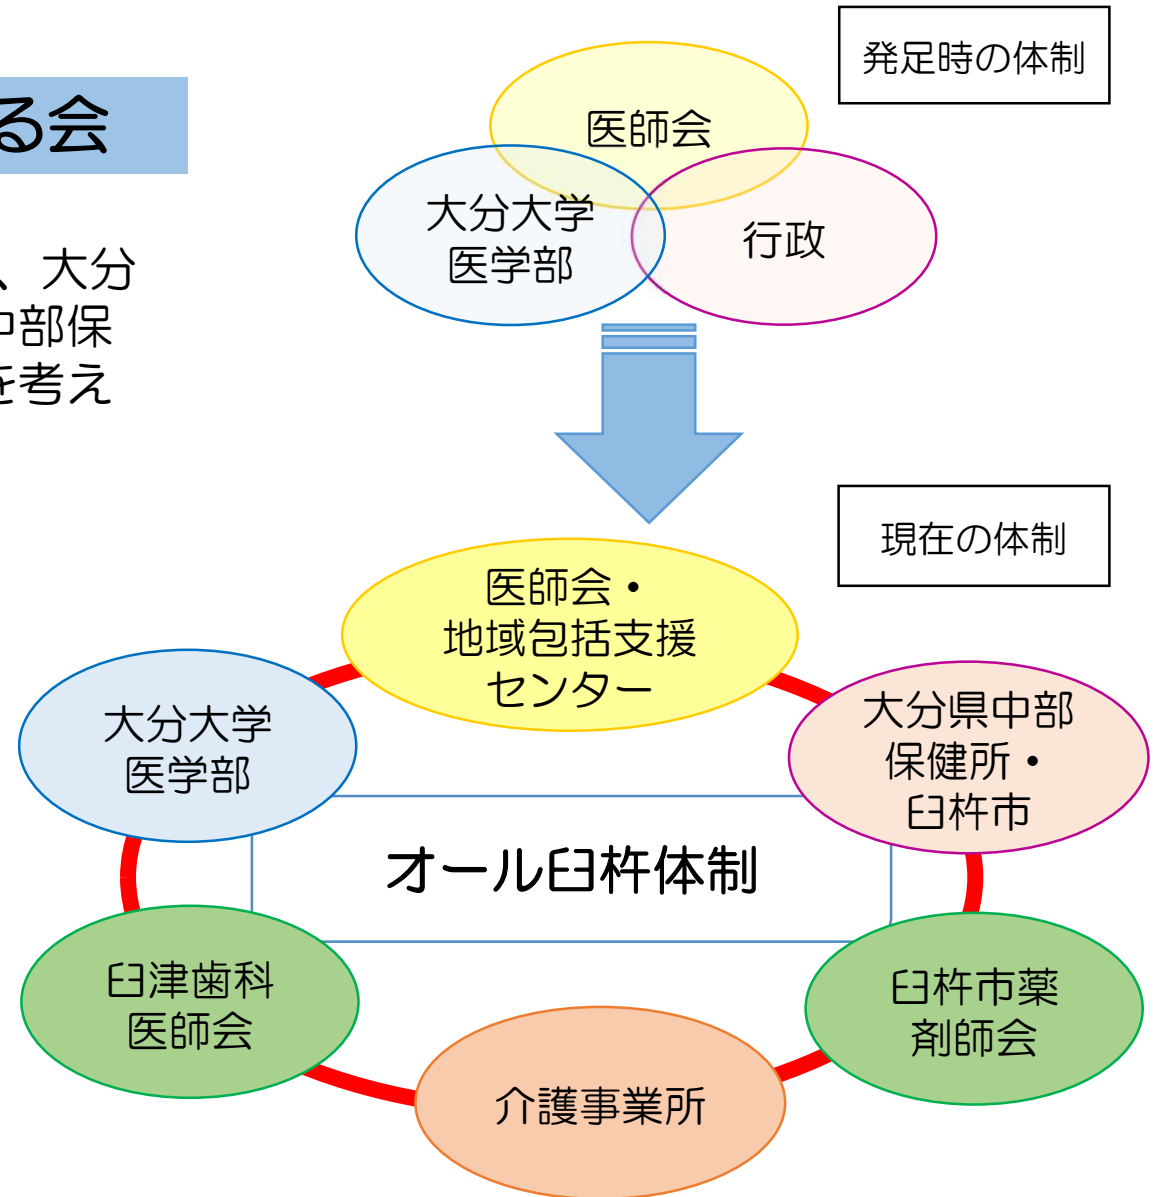 る会
、大分
中部保
を考え
発足時の体制
医師会
大分大学
医学部
行政
現在の体制
医師会・
地域包括支援
センター
大分大学
医学部
大分県中部
保健所・
臼杵市
オール臼杵体制
臼津歯科
医師会
臼杵市薬
剤師会
介護事業所